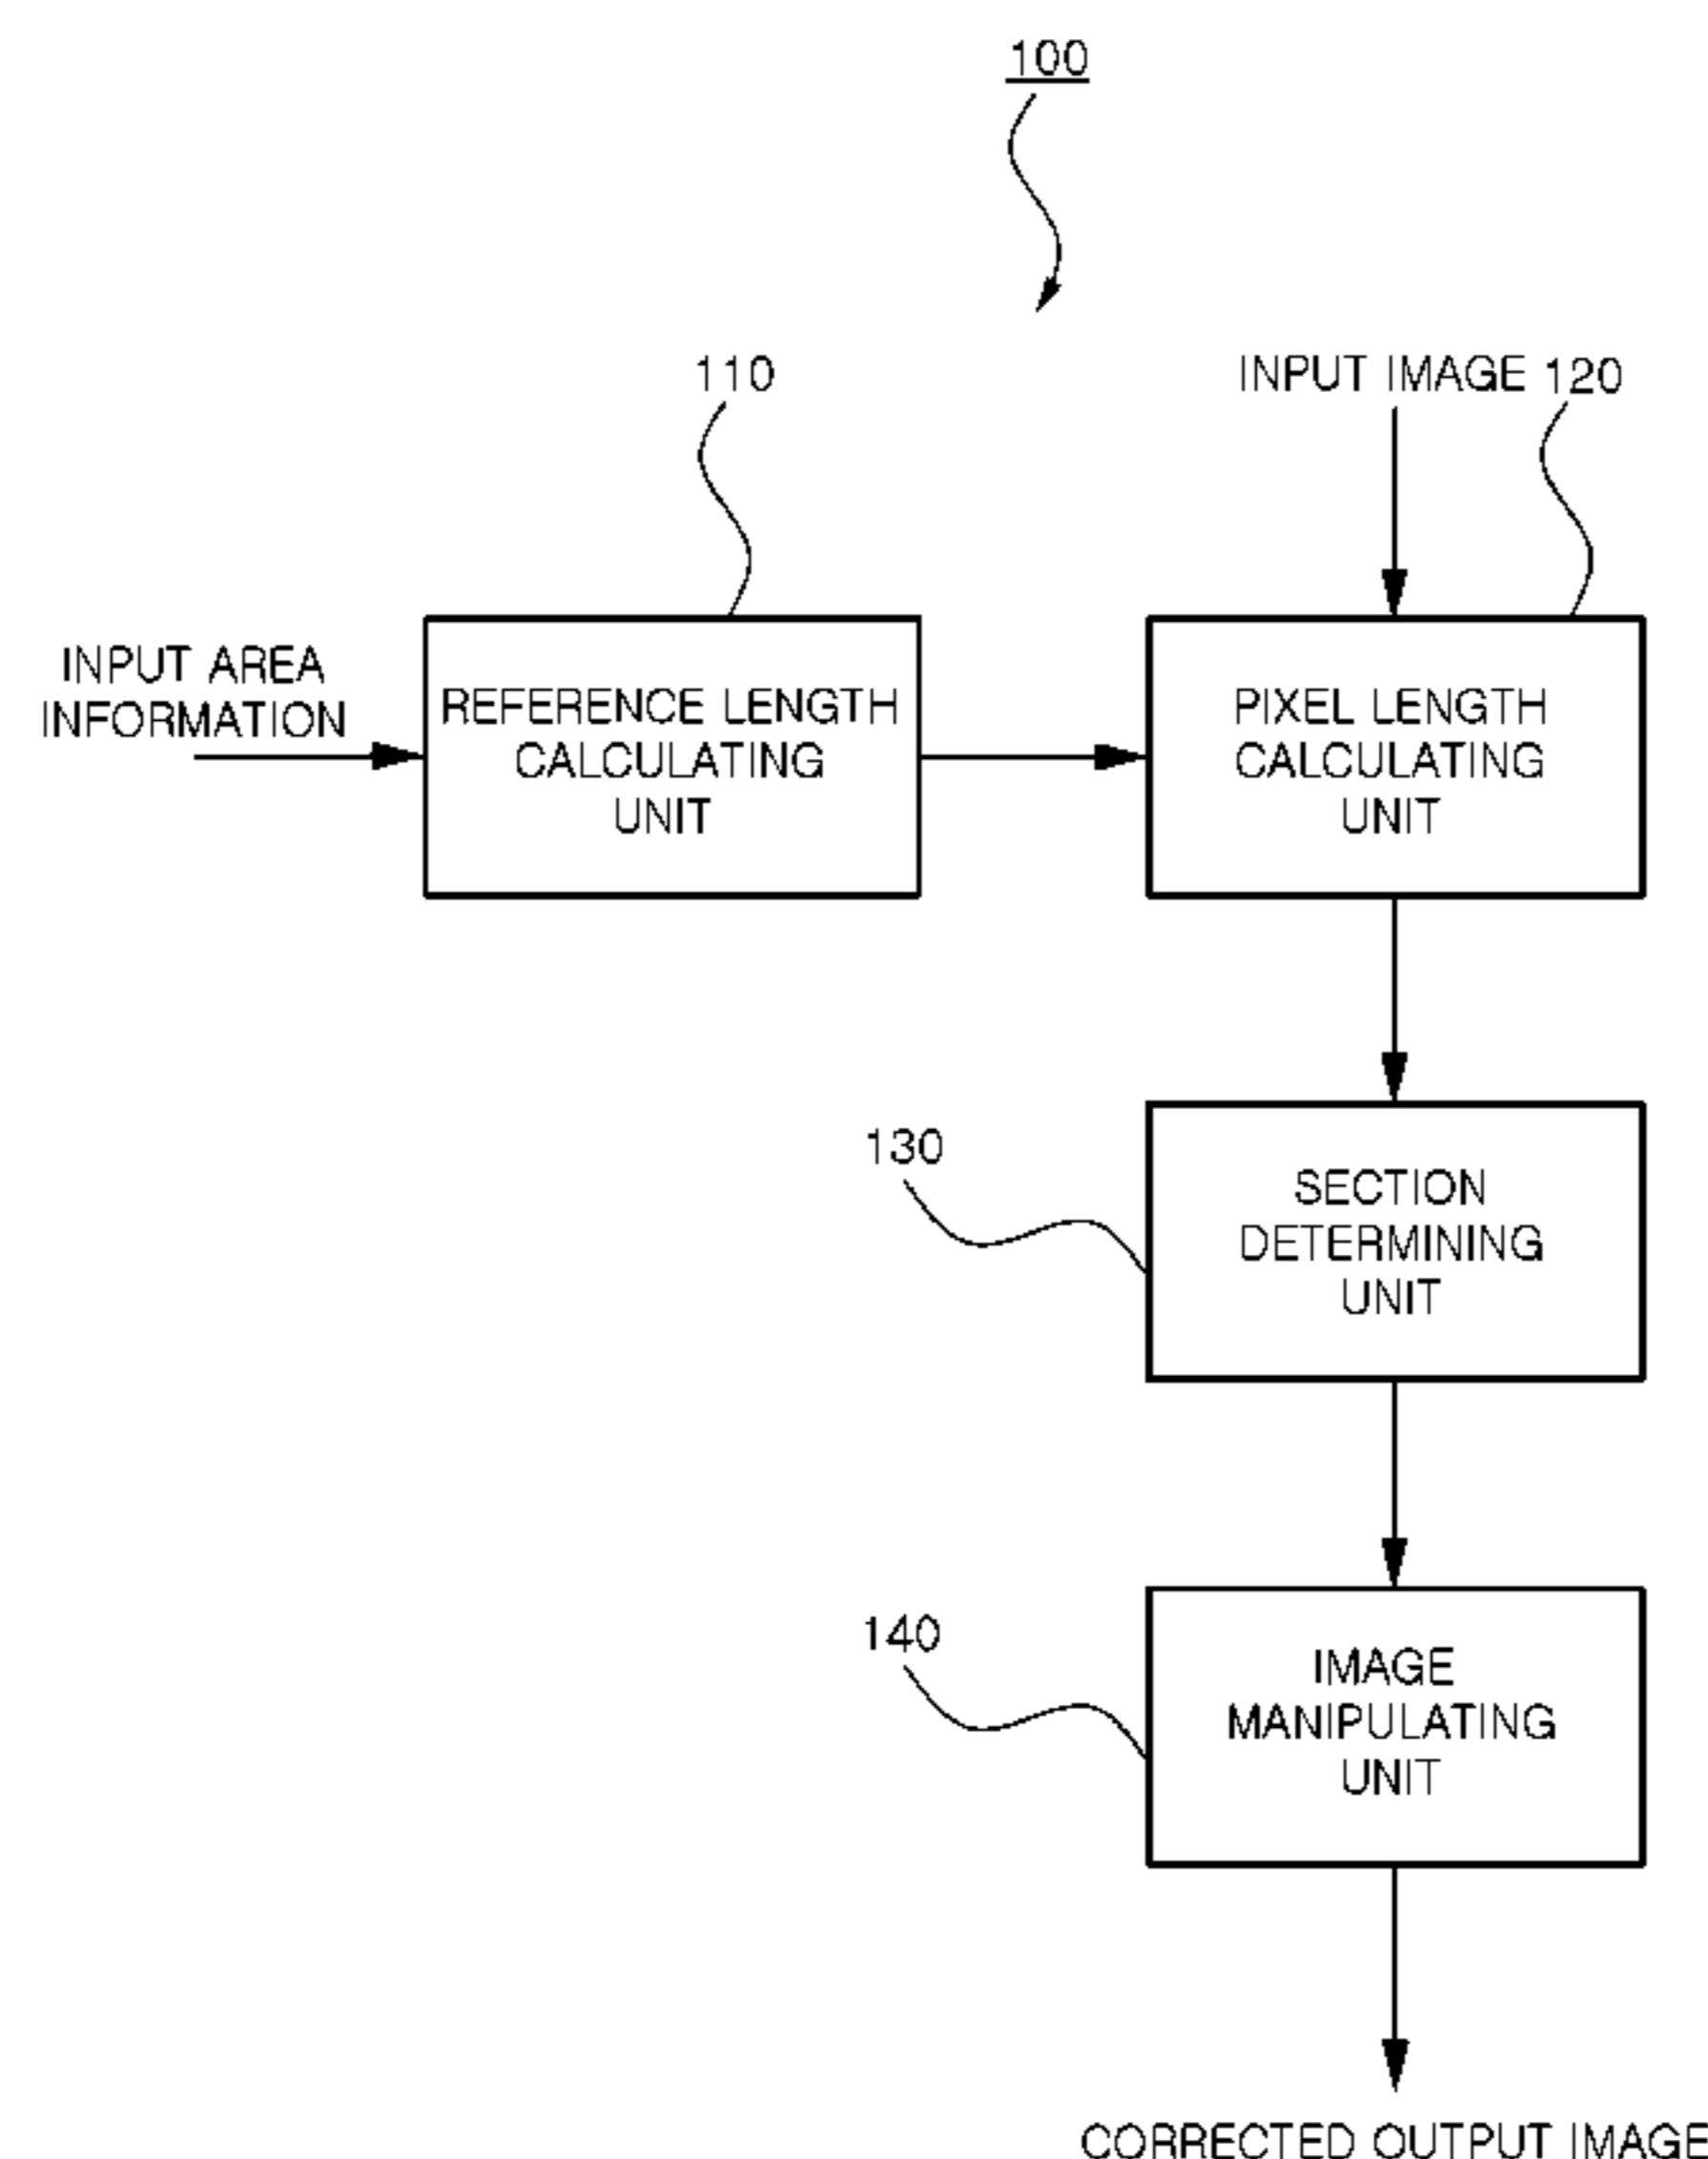 100
110
INPUT IMAGE 120
INPUT AREA
INFORMATION
REFERENCE LENGTH
CALCULATING
UNIT
PIXEL LENGTH
CALCULATING
UNIT
130
SECTION
DETERMINING
UNIT
140
IMAGE
MANIPULATING
UNIT
CORRECTED OUTPUT IMAGE